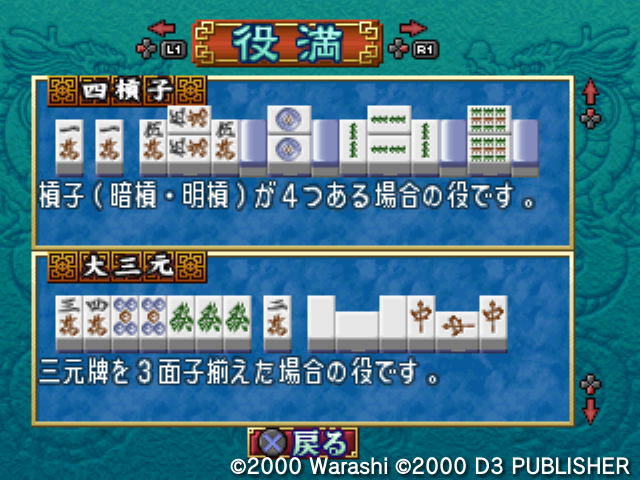 L1 役満 R1
四槓子
槓子(暗槓・明槓)が4つある場合の役です。
大三元
三元牌を3面子揃えた場合の役です。
戻る
©2000 Warashi ©2000 D3 PUBLISHER